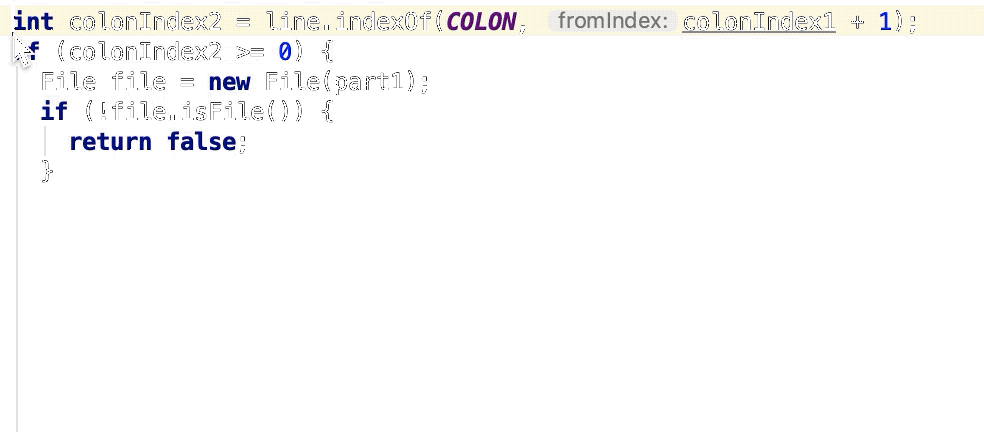 int colonIndex2 = line.indexOf(COLON, fromIndex: colonIndex1 + 1);
if (colonIndex2 >= 0) {
File file = new File(part1);
if (!file.isFile()) {
return false;
}